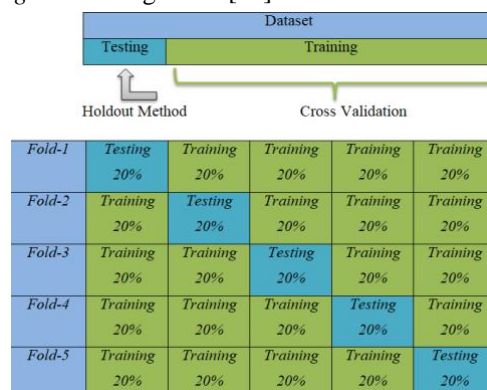 Dataset
Testing Training
Holdout Method Cross Validation
Fold-1 Testing Training Training Training Training
20% 20% 20% 20% 20%
Fold-2 Training Testing Training Training Training
20% 20% 20% 20% 20%
Fold-3 Training Training Testing Training Training
20% 20% 20% 20% 20%
Fold-4 Training Training Training Testing Training
20% 20% 20% 20% 20%
Fold-5 Training Training Training Training Testing
20% 20% 20% 20% 20%